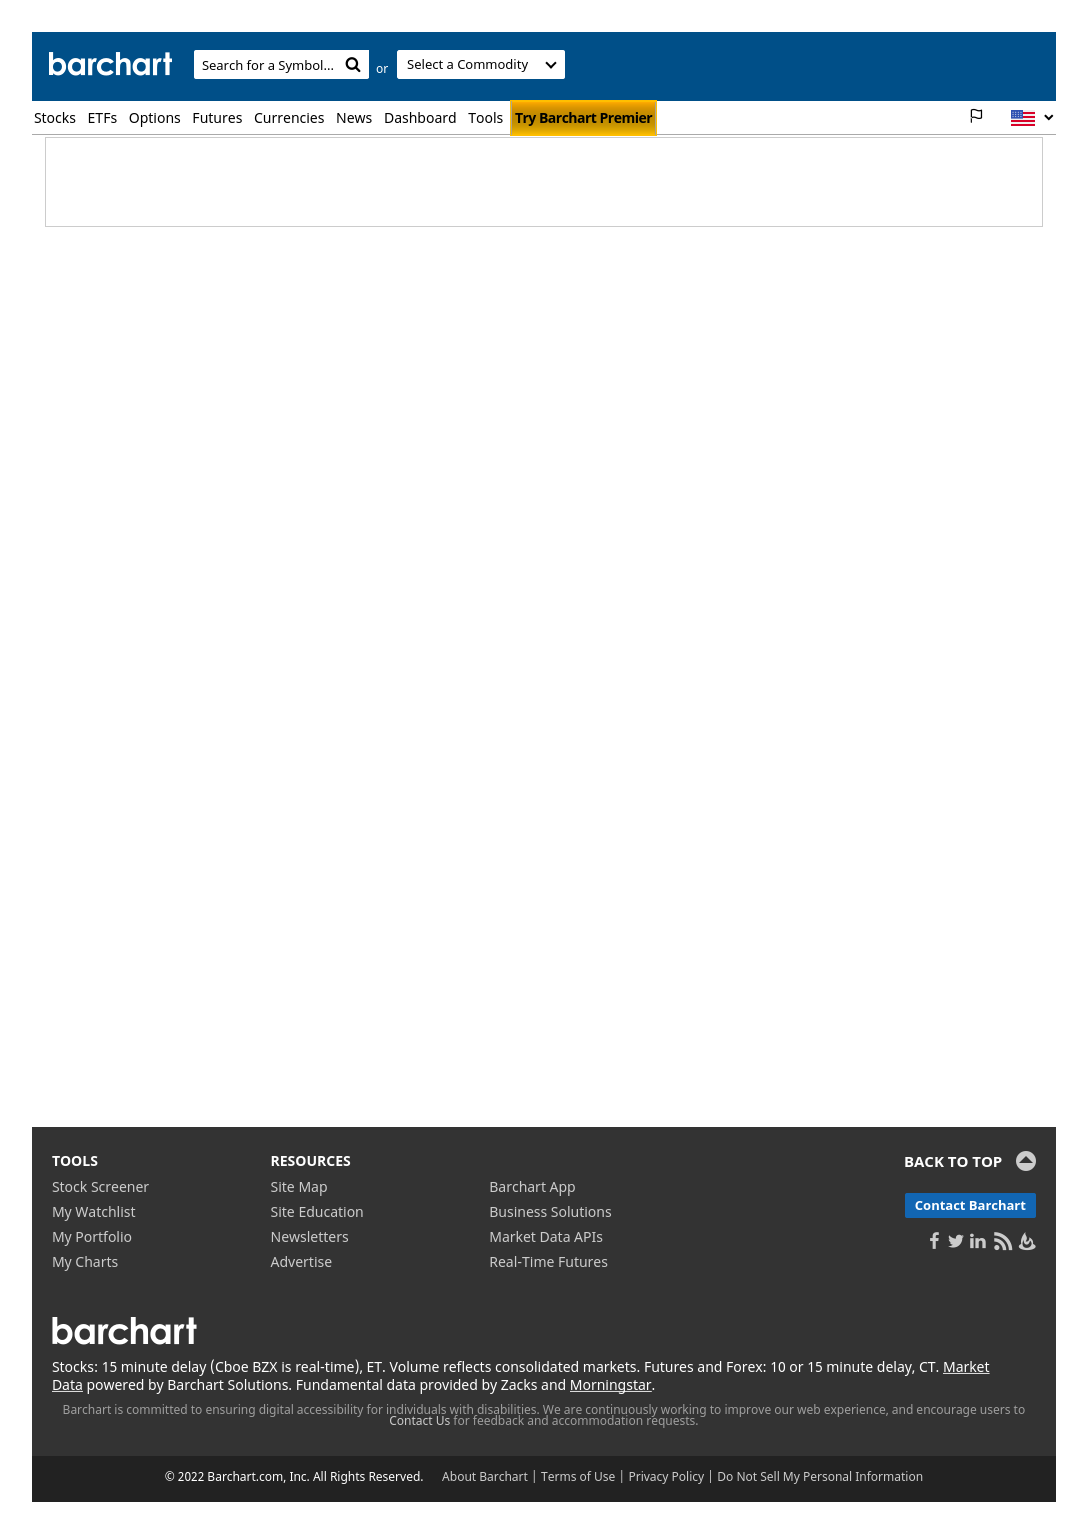 barchart
Search for a Symbol...
or
Select a Commodity
Stocks ETFs Options Futures Currencies News Dashboard Tools Try Barchart Premier
TOOLS
Stock Screener
My Watchlist
My Portfolio
My Charts
RESOURCES
Site Map
Site Education
Newsletters
Advertise
Barchart App
Business Solutions
Market Data APIs
Real-Time Futures
BACK TO TOP
Contact Barchart
barchart
Stocks: 15 minute delay (Cboe BZX is real-time), ET. Volume reflects consolidated markets. Futures and Forex: 10 or 15 minute delay, CT. Market
Data powered by Barchart Solutions. Fundamental data provided by Zacks and Morningstar.
Barchart is committed to ensuring digital accessibility for individuals with disabilities. We are continuously working to improve our web experience, and encourage users to
Contact Us for feedback and accommodation requests.
© 2022 Barchart.com, Inc. All Rights Reserved. About Barchart | Terms of Use | Privacy Policy | Do Not Sell My Personal Information